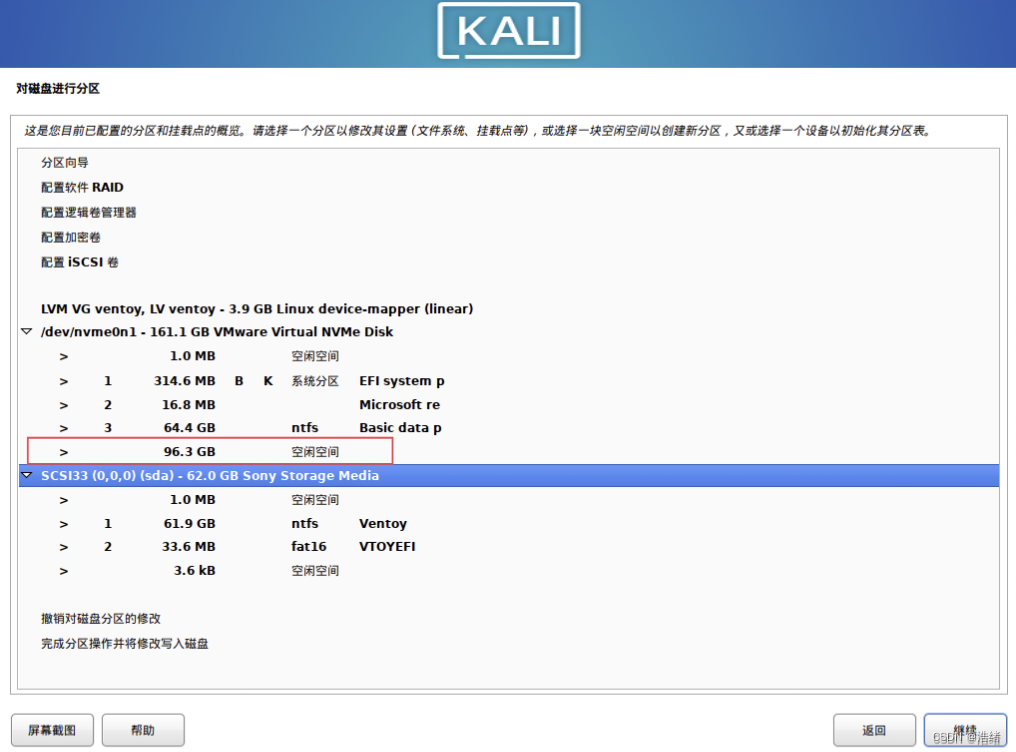 KALI
对磁盘进行分区
这是您目前已配置的分区和挂载点的概览。请选择一个分区以修改其设置 (文件系统、挂载点等)，或选择一块空闲空间以创建新分区，又或选择一个设备以初始化其分区表。
分区向导
配置软件 RAID
配置逻辑卷管理器
配置加密卷
配置 iSCSI 卷
LVM VG ventoy, LV ventoy - 3.9 GB Linux device-mapper (linear)
/dev/nvme0n1 - 161.1 GB VMware Virtual NVMe Disk
> 1.0 MB 空闲空间
> 1 314.6 MB B K 系统分区 EFI system p
> 2 16.8 MB Microsoft re
> 3 64.4 GB ntfs Basic data p
> 96.3 GB 空闲空间
SCSI33 (0,0,0) (sda) - 62.0 GB Sony Storage Media
> 1.0 MB 空闲空间
> 1 61.9 GB ntfs Ventoy
> 2 33.6 MB fat16 VTOYEFI
> 3.6 kB 空闲空间
撤销对磁盘分区的修改
完成分区操作并将修改写入磁盘
屏幕截图 帮助 返回 继续
CSDN @浩绪